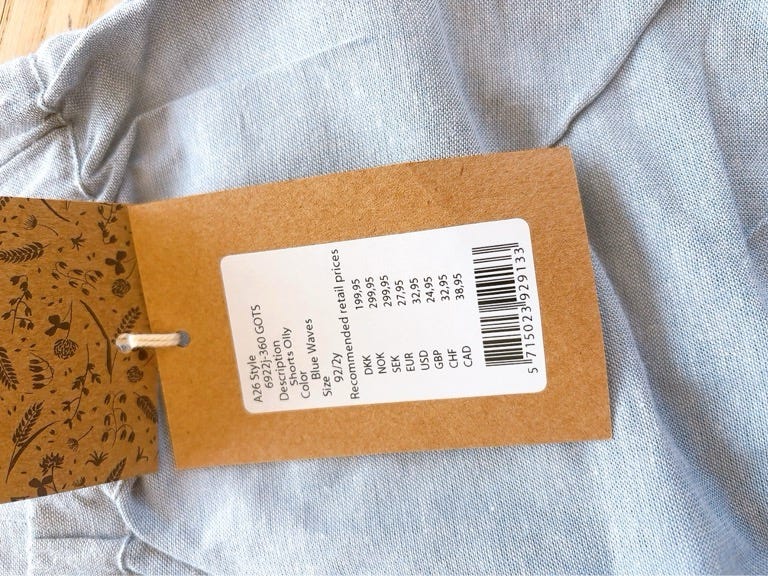 A26 Style
6922j-360 GOTS
Description
Shorts Olly
Color
Blue Waves
Size
92/2y
Recommended retail prices
DKK 199,95
NOK 299,95
SEK 299,95
EUR 27,95
USD 32,95
GBP 24,95
CHF 32,95
CAD 38,95
5 715023 929133